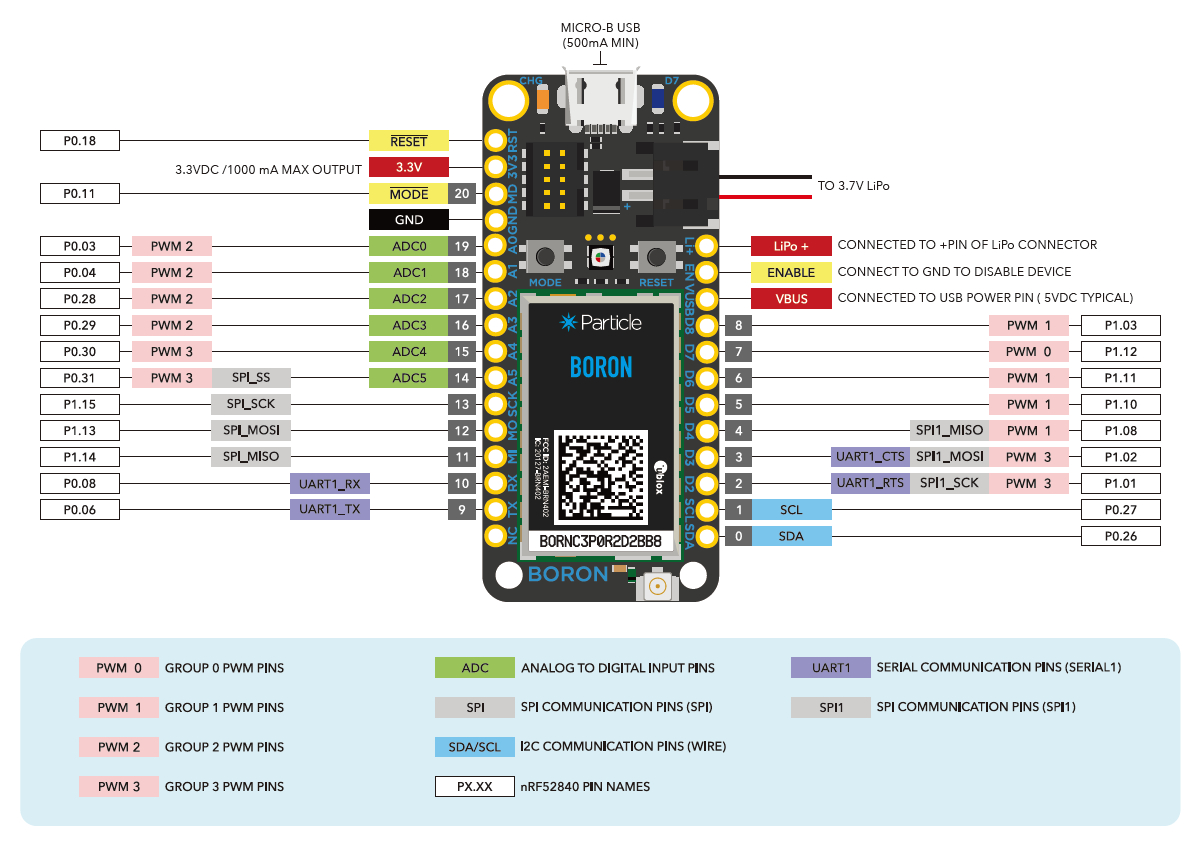 MICRO-B USB
(500mA MIN)
CHG
D7
P0.18
RESET
RST
3.3VDC /1000 mA MAX OUTPUT
3.3V
3V3
P0.11
MODE
20
MD
TO 3.7V LiPo
GND
GND
P0.03
PWM 2
ADC0
19
A0
Li+
LiPo +
CONNECTED TO +PIN OF LiPo CONNECTOR
P0.04
PWM 2
ADC1
18
A1
EN
ENABLE
CONNECT TO GND TO DISABLE DEVICE
MODE
RESET
P0.28
PWM 2
ADC2
17
A2
VUSB
VBUS
CONNECTED TO USB POWER PIN ( 5VDC TYPICAL)
P0.29
PWM 2
ADC3
16
A3
Particle
D8
8
PWM 1
P1.03
P0.30
PWM 3
ADC4
15
A4
D7
7
PWM 0
P1.12
BORON
P0.31
PWM 3
SPI_SS
ADC5
14
A5
D6
6
PWM 1
P1.11
P1.15
SPI_SCK
13
SCK
D5
5
PWM 1
P1.10
P1.13
SPI_MOSI
12
MO
D4
4
SPI1_MISO
PWM 1
P1.08
P1.14
SPI_MISO
11
MI
D3
3
UART1_CTS
SPI1_MOSI
PWM 3
P1.02
FCC ID: 2AEMI-BRN402
IC: 20127-BRN402
ublox
P0.08
UART1_RX
10
RX
D2
2
UART1_RTS
SPI1_SCK
PWM 3
P1.01
P0.06
UART1_TX
9
TX
SCL
1
SCL
P0.27
NC
BORNC3P0R2D2BB8
SDA
0
SDA
P0.26
BORON
PWM 0
GROUP 0 PWM PINS
ADC
ANALOG TO DIGITAL INPUT PINS
UART1
SERIAL COMMUNICATION PINS (SERIAL1)
PWM 1
GROUP 1 PWM PINS
SPI
SPI COMMUNICATION PINS (SPI)
SPI1
SPI COMMUNICATION PINS (SPI1)
PWM 2
GROUP 2 PWM PINS
SDA/SCL
I2C COMMUNICATION PINS (WIRE)
PWM 3
GROUP 3 PWM PINS
PX.XX
nRF52840 PIN NAMES